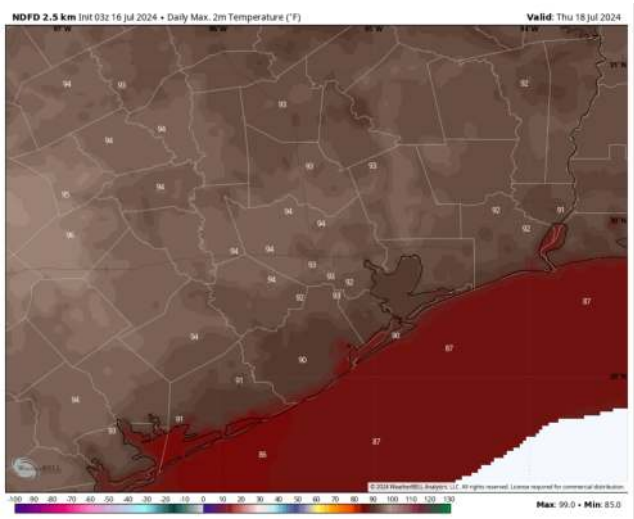 NDFD 2.5 km Init 03z 16 Jul 2024 • Daily Max. 2m Temperature (°F)
Valid: Thu 18 Jul 2024
97 W 96 W 95 W 94 W
94 93 93 92
94 94
93 93
95 94
94 94 92 91
96 94 94 92
93
94 93 92
92 93
87
94 90 87
90
91
94 91
93
86 87
WeatherBELL
© 2024 WeatherBELL Analytics, LLC. All rights reserved. License required for commercial distribution.
-100 -90 -80 -70 -60 -50 -40 -30 -20 -10 0 10 20 30 40 50 60 70 80 90 100 110 120 130
Max: 99.0 • Min: 85.0